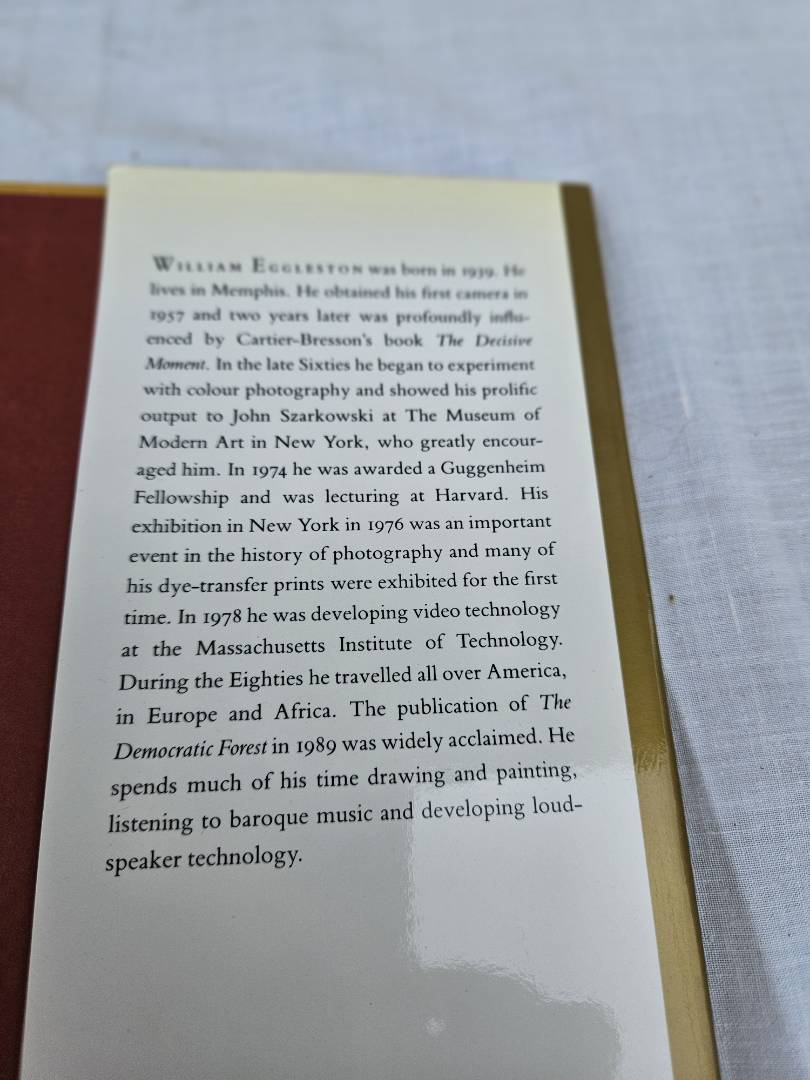 WILLIAM EGGLESTON was born in 1939. He
lives in Memphis. He obtained his first camera in
1957 and two years later was profoundly influ-
enced by Cartier-Bresson's book The Decisive
Moment. In the late Sixties he began to experiment
with colour photography and showed his prolific
output to John Szarkowski at The Museum of
Modern Art in New York, who greatly encour-
aged him. In 1974 he was awarded a Guggenheim
Fellowship and was lecturing at Harvard. His
exhibition in New York in 1976 was an important
event in the history of photography and many of
his dye-transfer prints were exhibited for the first
time. In 1978 he was developing video technology
at the Massachusetts Institute of Technology.
During the Eighties he travelled all over America,
in Europe and Africa. The publication of The
Democratic Forest in 1989 was widely acclaimed. He
spends much of his time drawing and painting,
listening to baroque music and developing loud-
speaker technology.